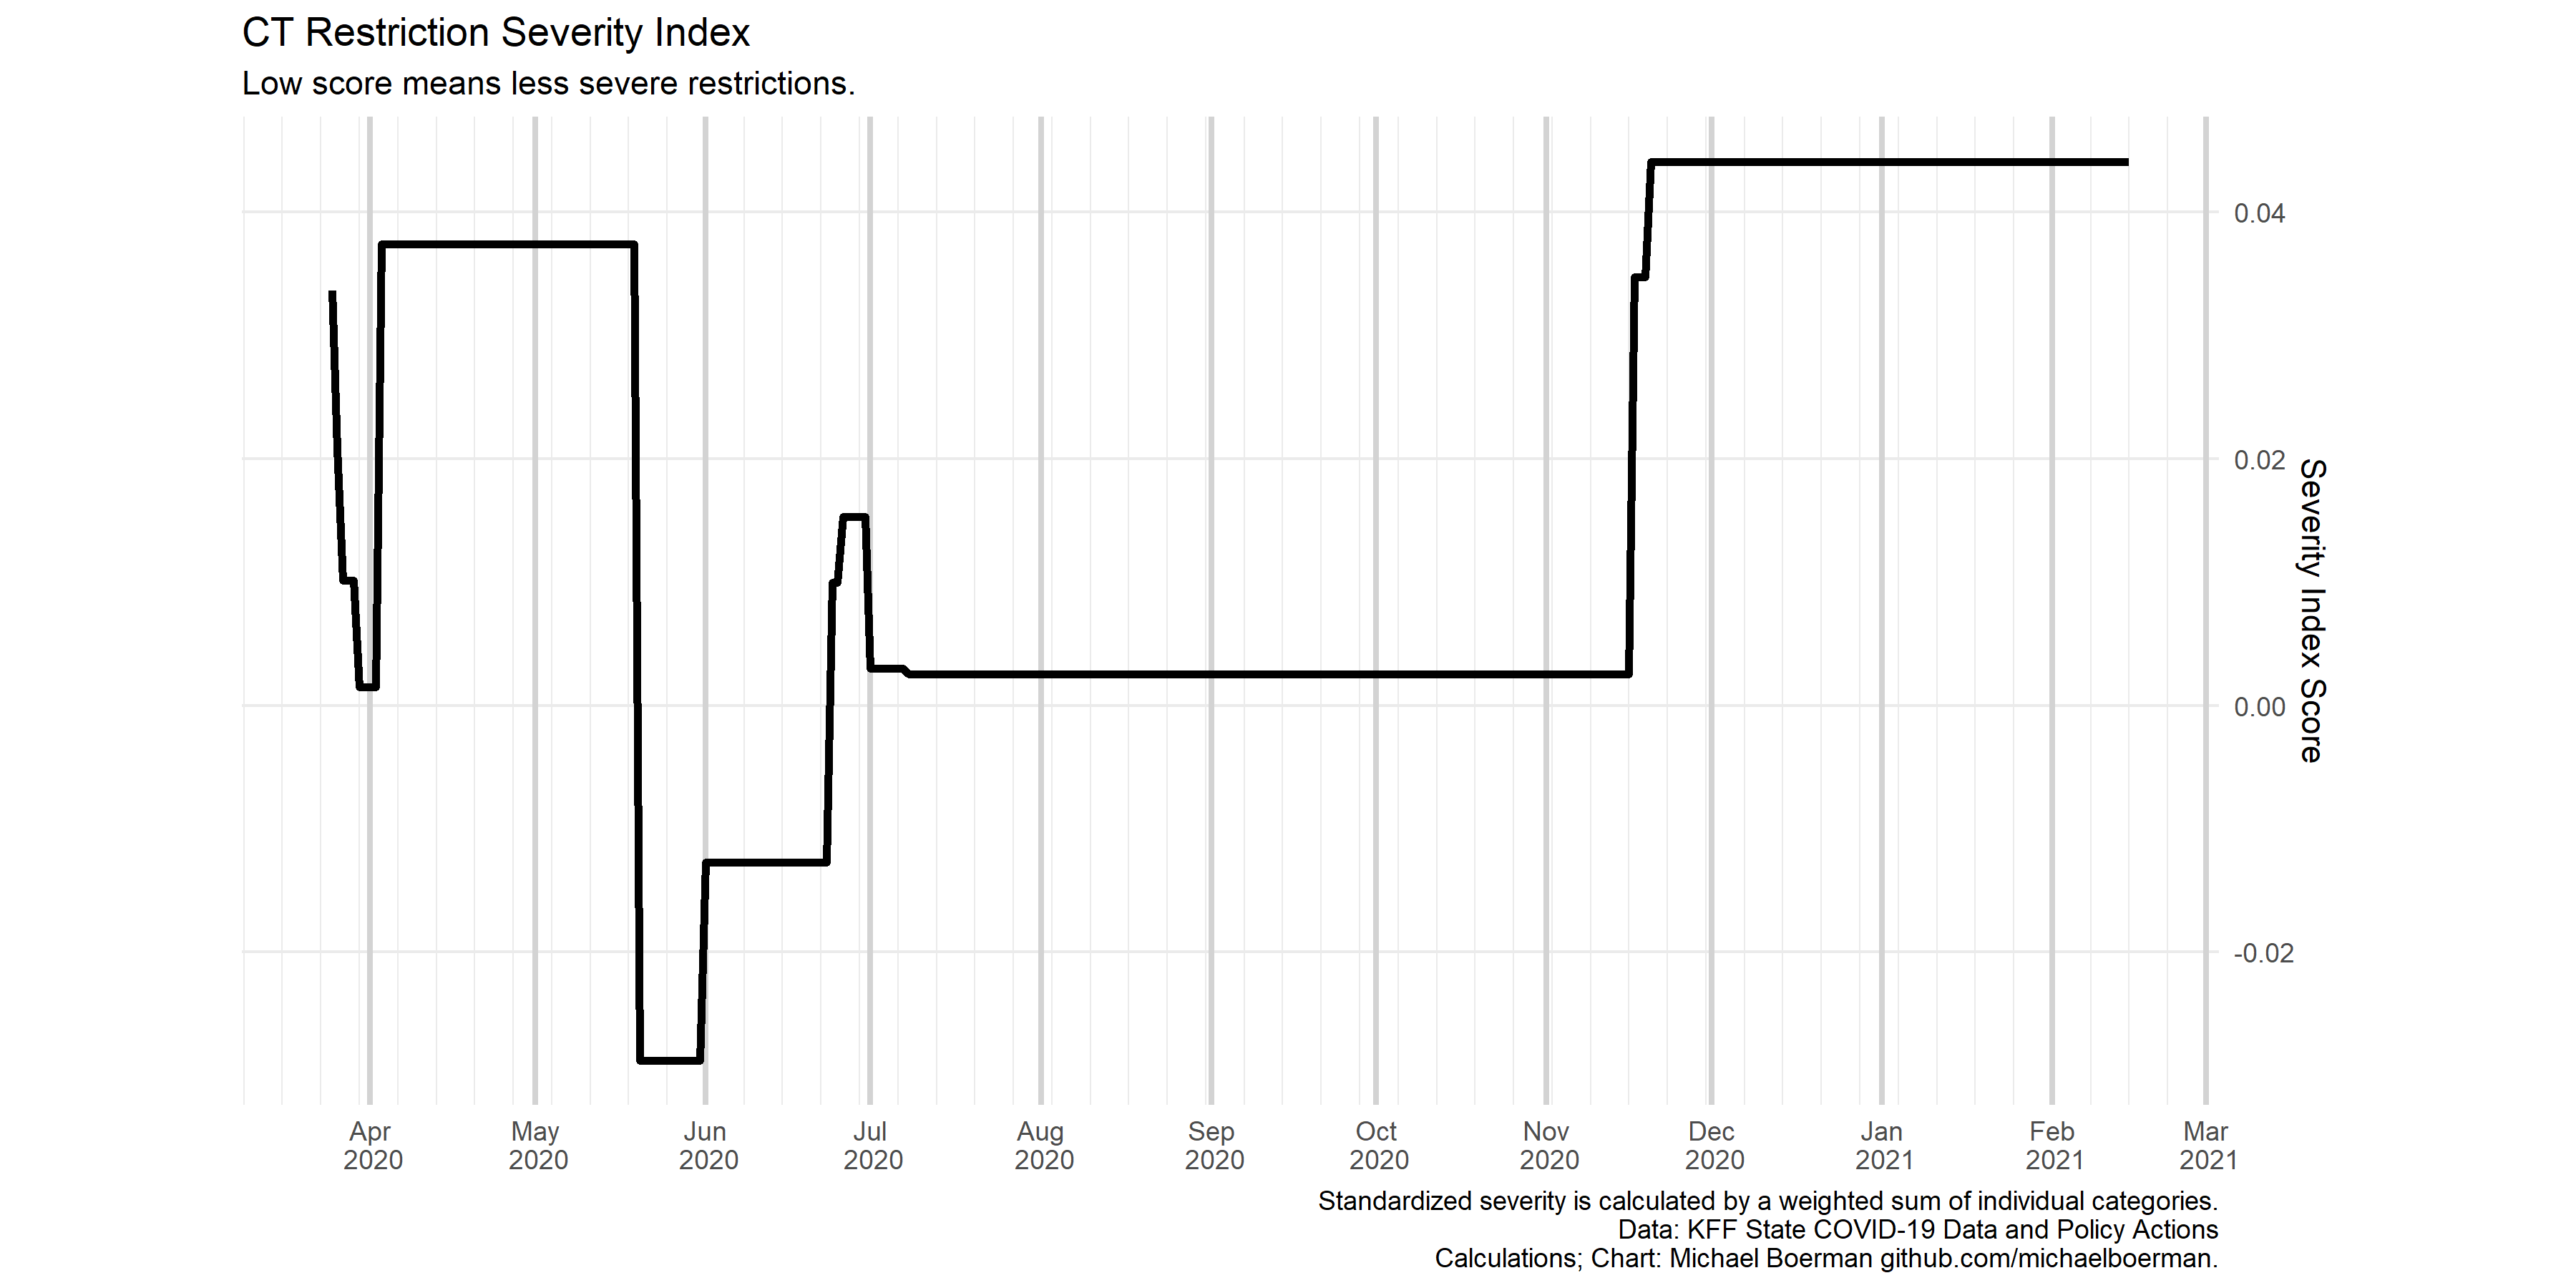 CT Restriction Severity Index
Low score means less severe restrictions.
0.04
0.02
0.00
-0.02
Severity Index Score
Apr May Jun Jul Aug Sep Oct Nov Dec Jan Feb Mar
2020 2020 2020 2020 2020 2020 2020 2020 2020 2021 2021 2021
Standardized severity is calculated by a weighted sum of individual categories.
Data: KFF State COVID-19 Data and Policy Actions
Calculations; Chart: Michael Boerman github.com/michaelboerman.